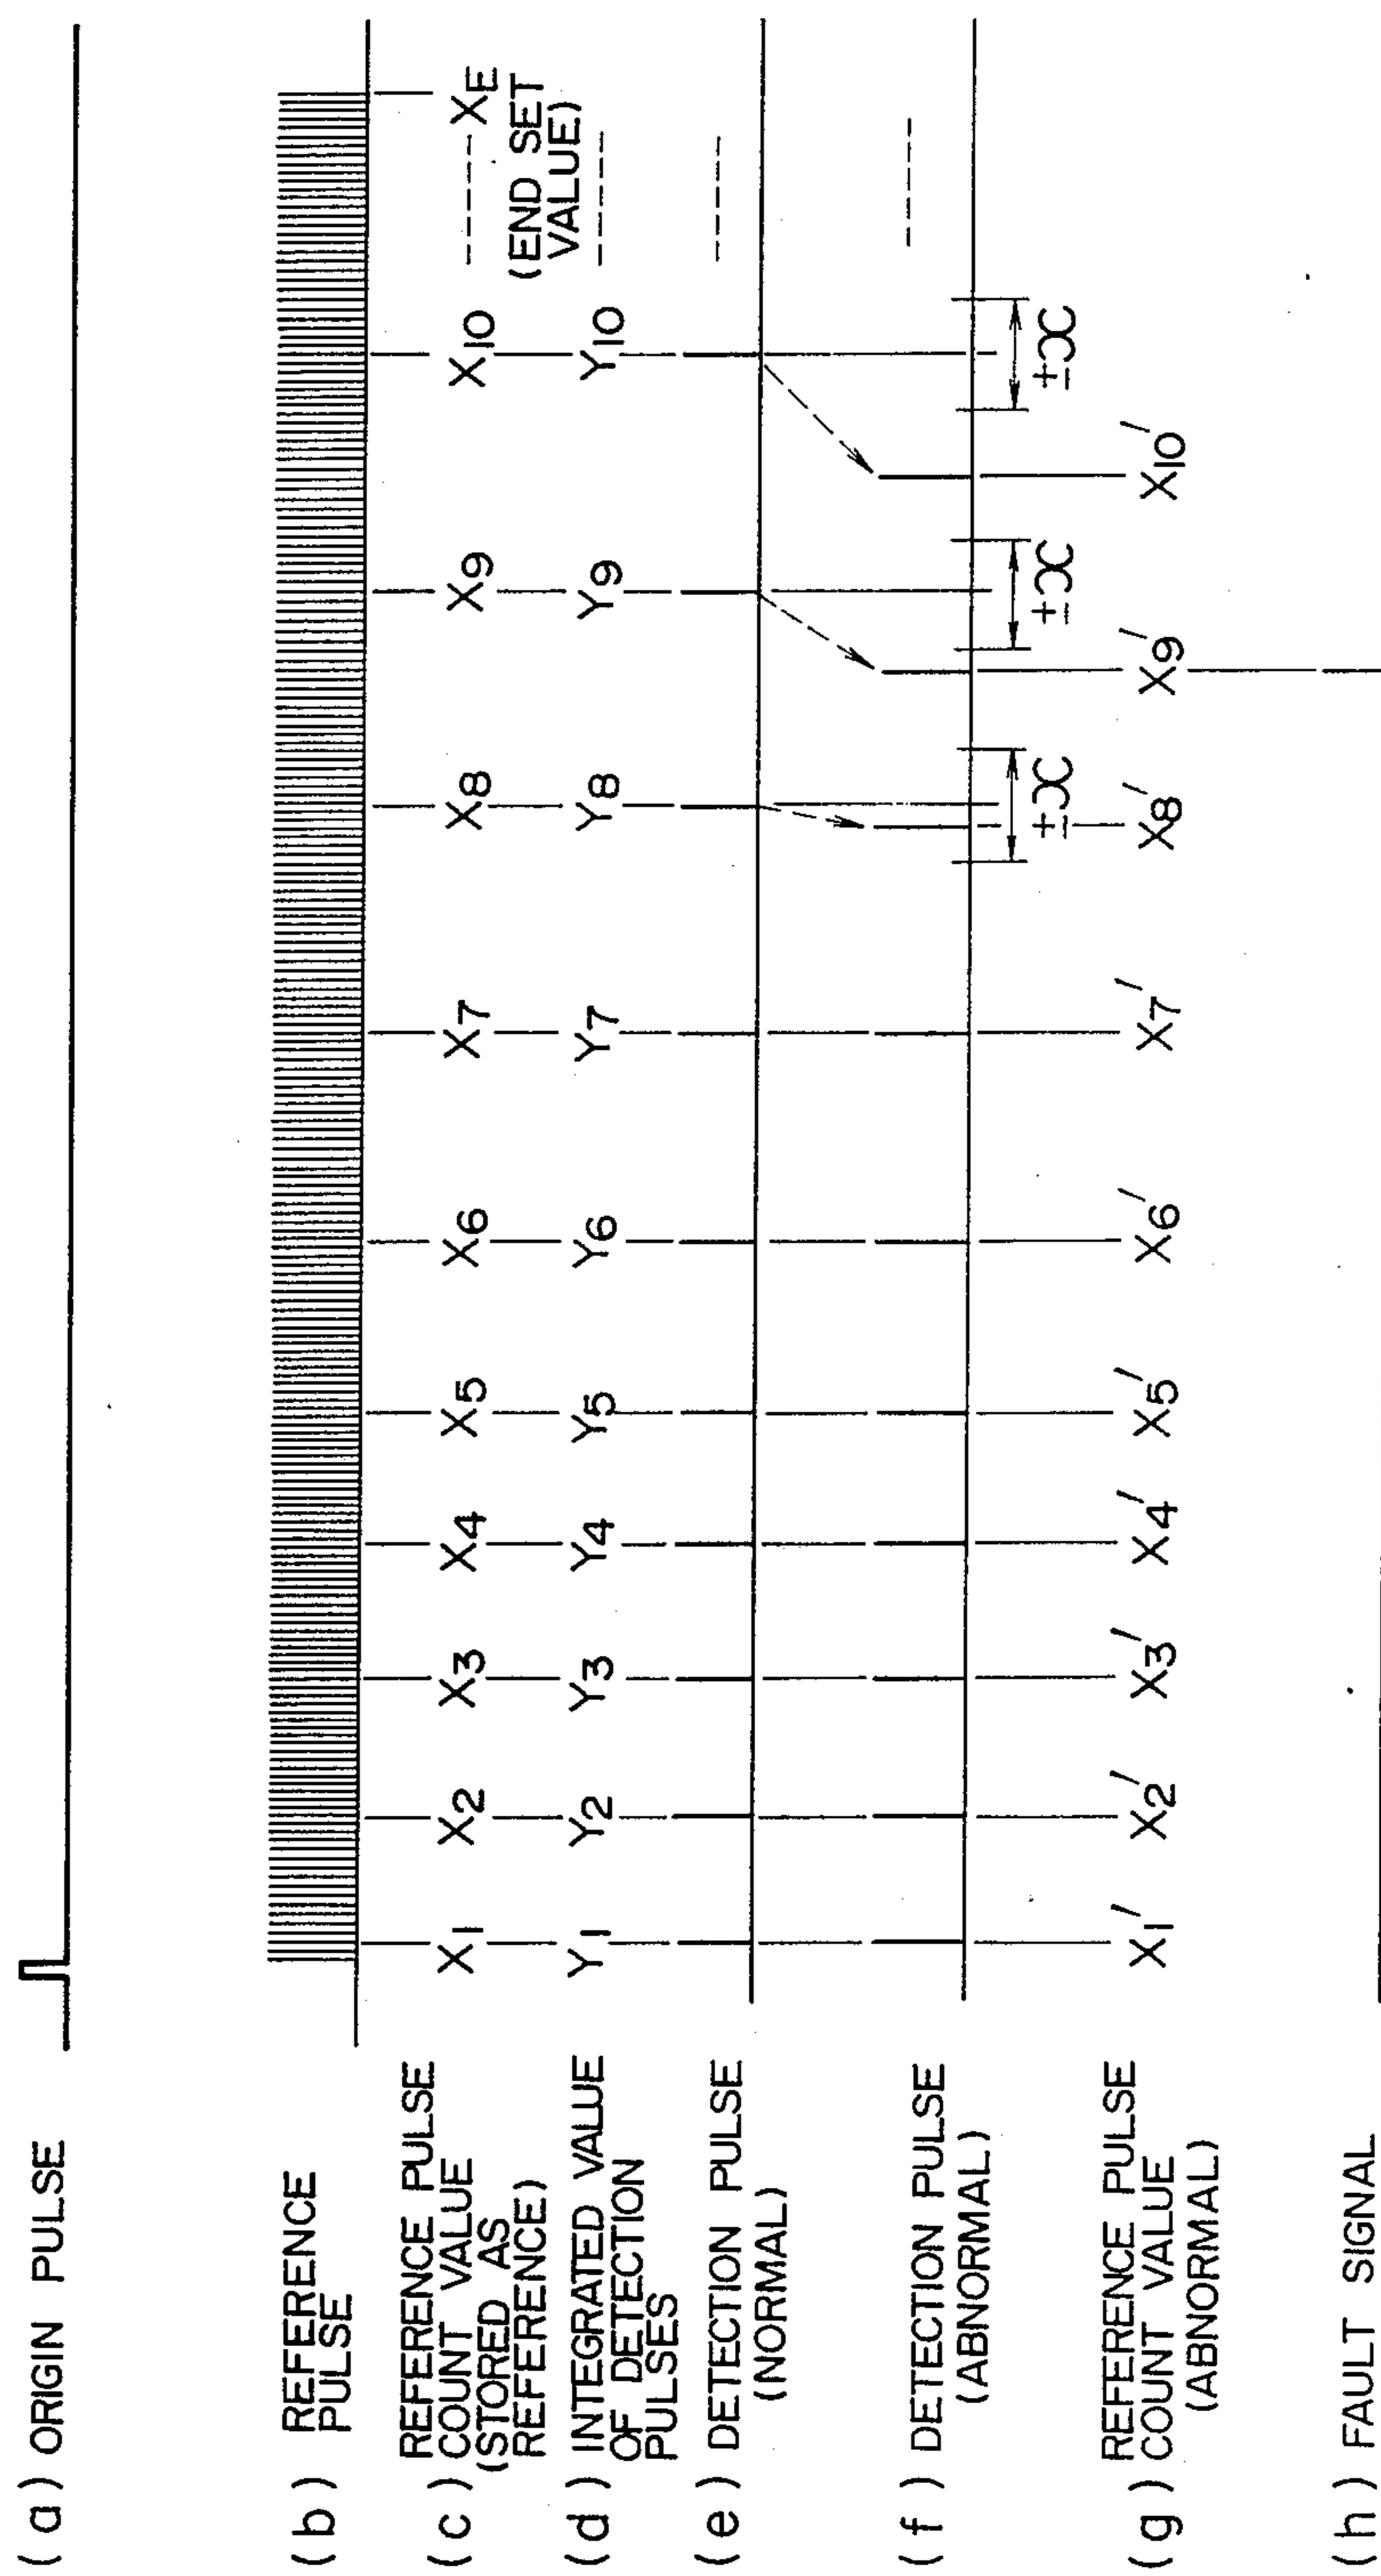 (a) ORIGIN PULSE
(b) REFERENCE
PULSE
REFERENCE PULSE
(c) COUNT VALUE
(STORED AS
REFERENCE)
X1 X2 X3 X4 X5 X6 X7 X8 X9 X10 ----- XE
(END SET
VALUE)
(d) INTEGRATED VALUE
OF DETECTION
PULSES
Y1 Y2 Y3 Y4 Y5 Y6 Y7 Y8 Y9 Y10
(e) DETECTION PULSE
(NORMAL)
(f) DETECTION PULSE
(ABNORMAL)
±x ±x ±x
REFERENCE PULSE
(g) COUNT VALUE
(ABNORMAL)
X1' X2' X3' X4' X5' X6' X7' X8' X9' X10'
(h) FAULT SIGNAL